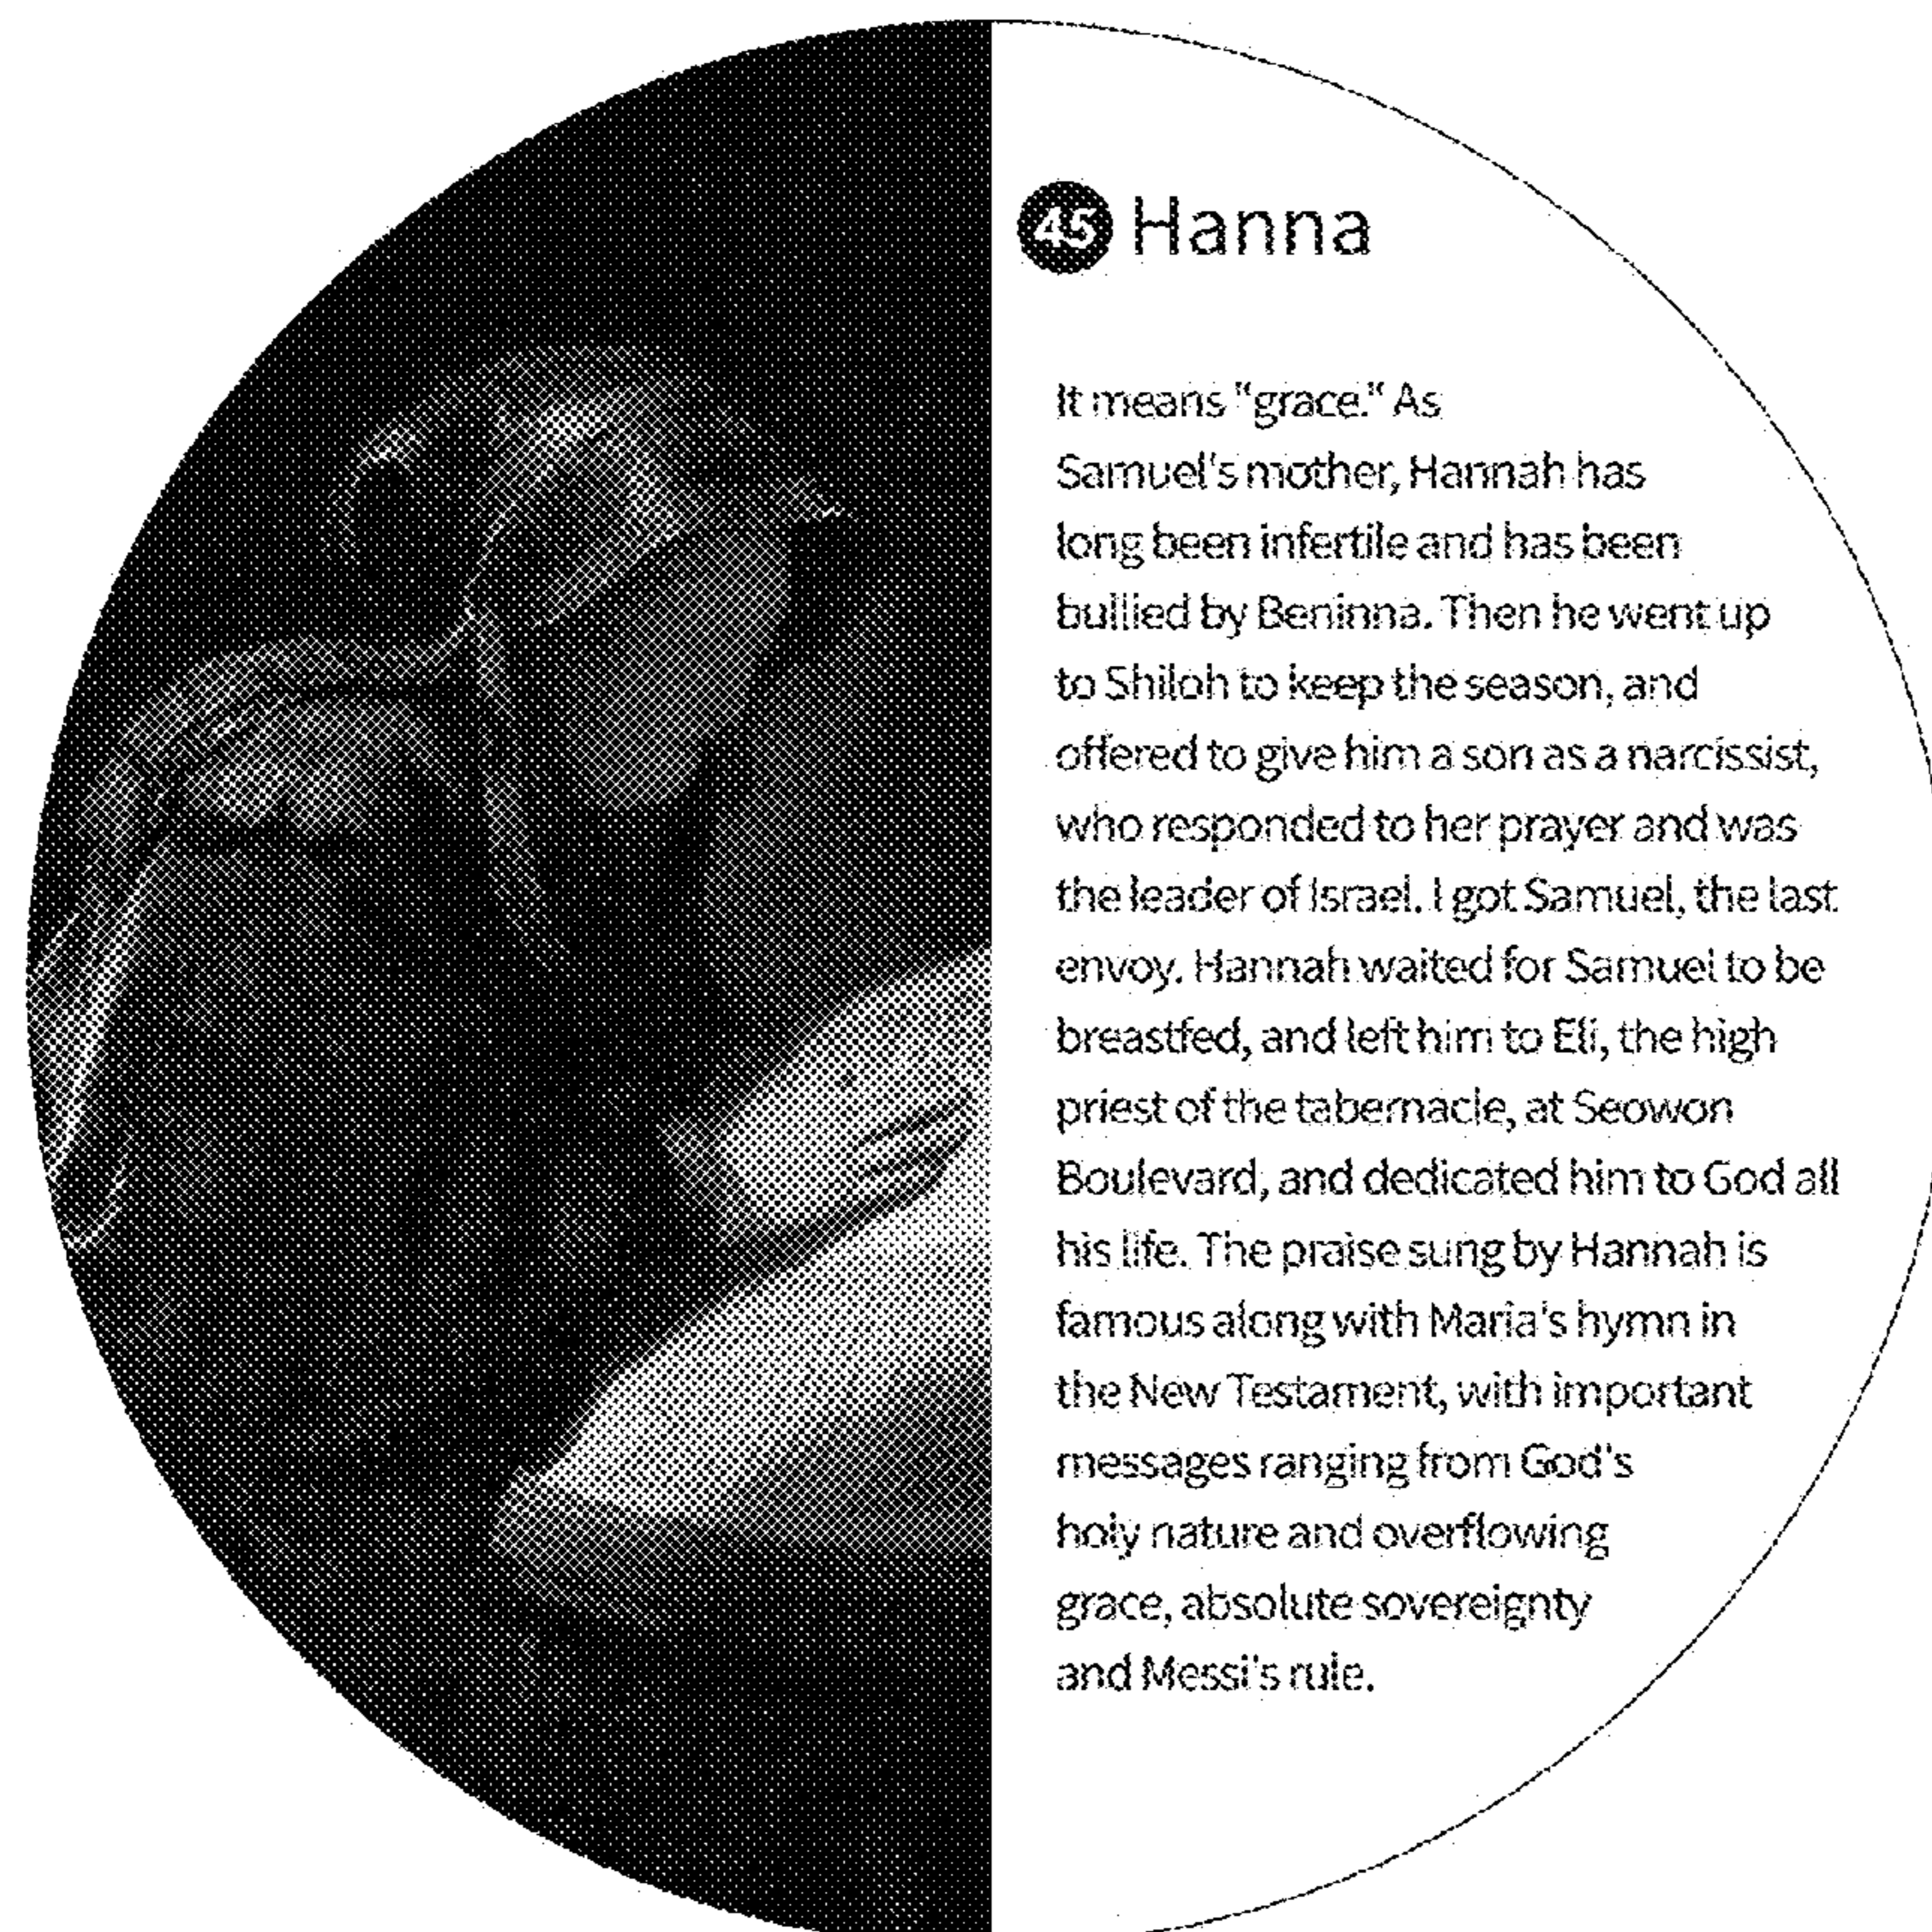 45 Hanna
It means "grace." As
Samuel's mother, Hannah has
long been infertile and has been
bullied by Beninna. Then he went up
to Shiloh to keep the season, and
offered to give him a son as a narcissist,
who responded to her prayer and was
the leader of Israel. I got Samuel, the last
envoy. Hannah waited for Samuel to be
breastfed, and left him to Eli, the high
priest of the tabernacle, at Seowon
Boulevard, and dedicated him to God all
his life. The praise sung by Hannah is
famous along with Maria's hymn in
the New Testament, with important
messages ranging from God's
holy nature and overflowing
grace, absolute sovereignty
and Messi's rule.